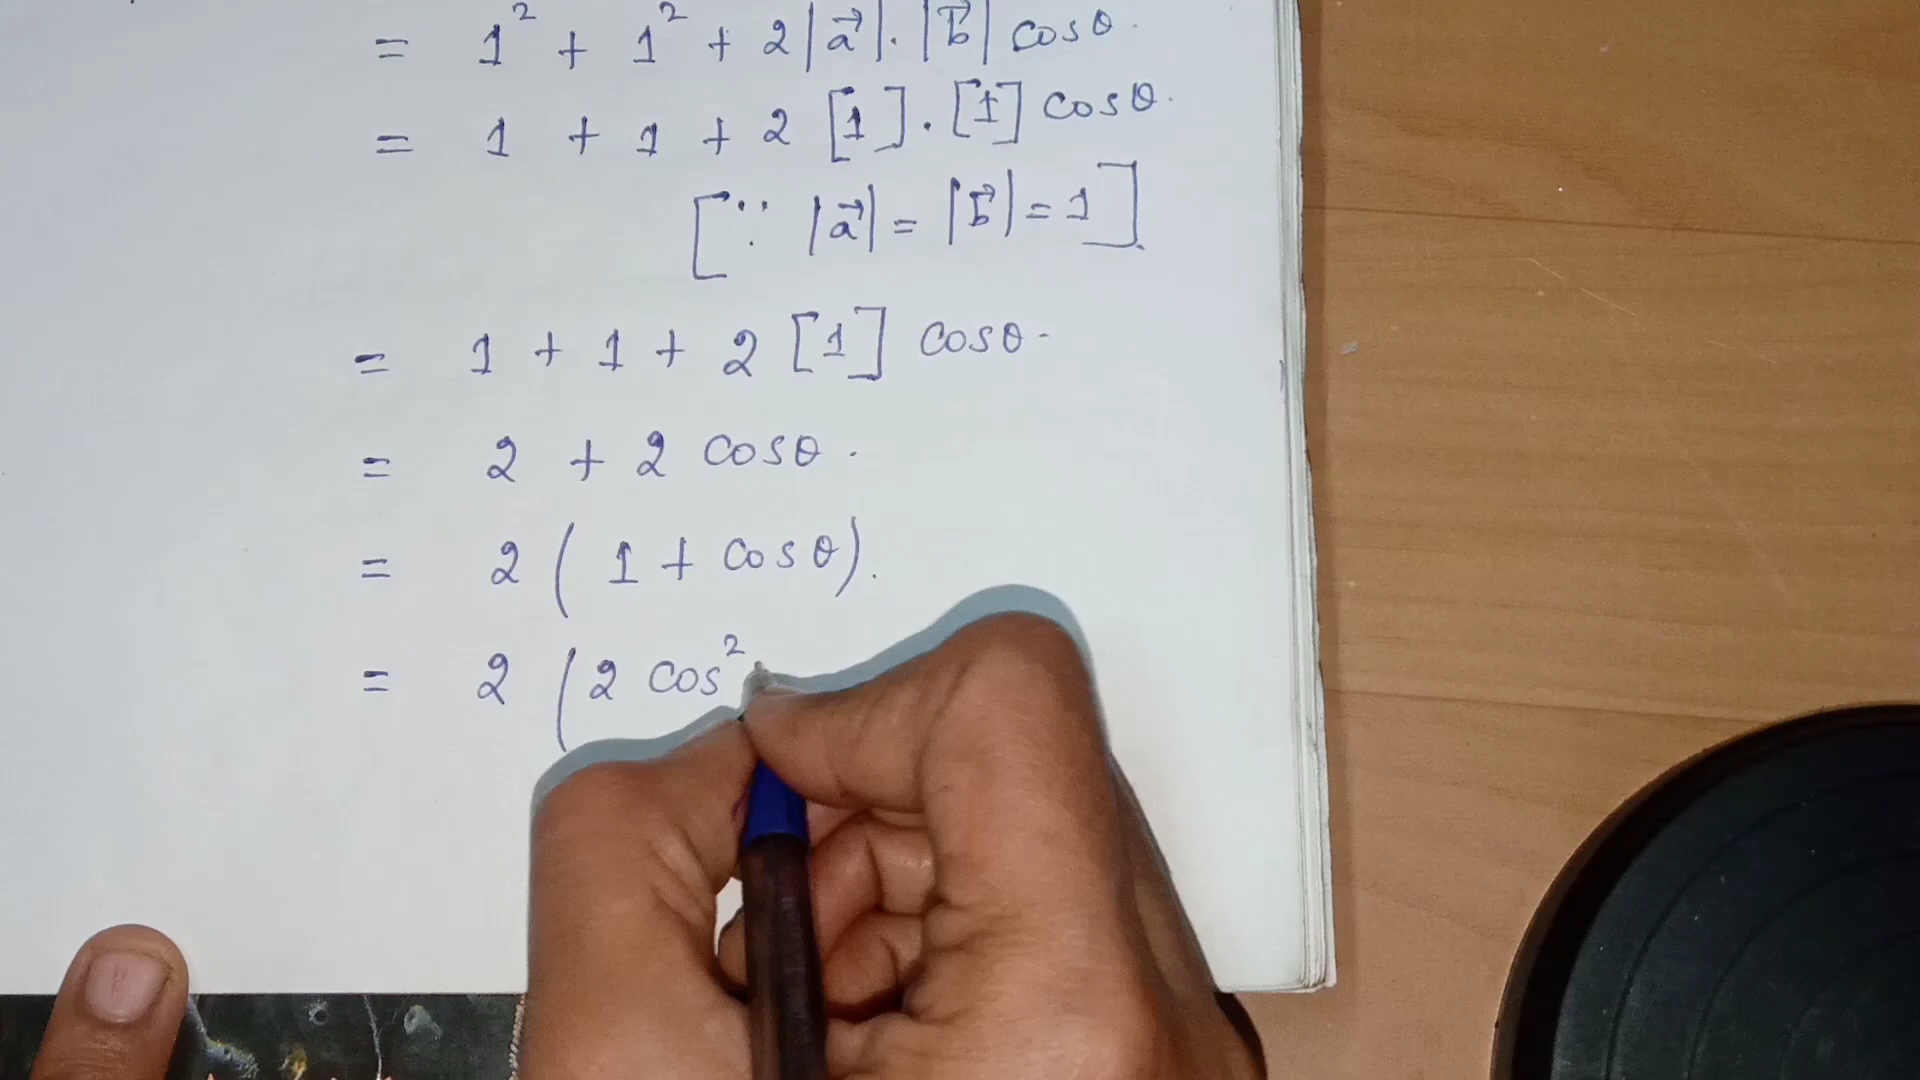 = 1² + 1² + 2|a⃗|.|b⃗| cosθ.
= 1 + 1 + 2 [1].[1] cosθ.
[∵ |a⃗| = |b⃗| = 1]
= 1 + 1 + 2 [1] cosθ.
= 2 + 2 cosθ.
= 2 ( 1 + cosθ).
= 2 ( 2 cos²